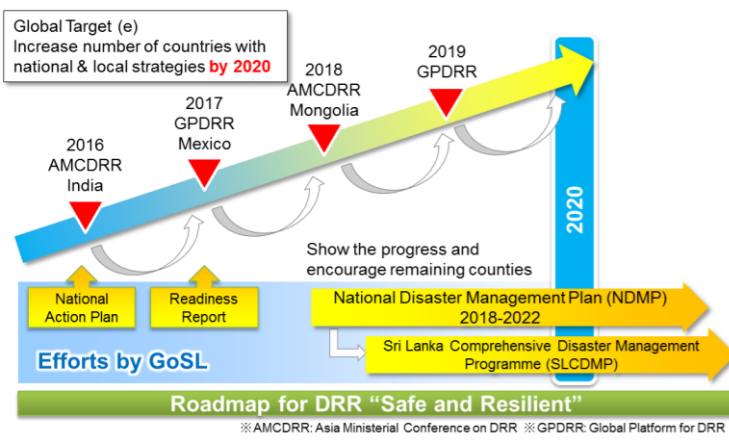 Global Target (e)
Increase number of countries with
national & local strategies by 2020
2016
AMCDRR
India
2017
GPDRR
Mexico
2018
AMCDRR
Mongolia
2019
GPDRR
2020
Show the progress and
encourage remaining counties
National
Action Plan
Readiness
Report
National Disaster Management Plan (NDMP)
2018-2022
Sri Lanka Comprehensive Disaster Management
Programme (SLCDMP)
Efforts by GoSL
Roadmap for DRR “Safe and Resilient”
※AMCDRR: Asia Ministerial Conference on DRR ※GPDRR: Global Platform for DRR